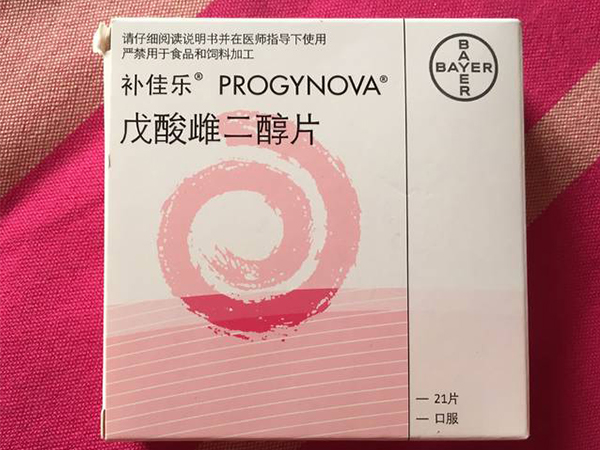 请仔细阅读说明书并在医师指导下使用
严禁用于食品和饲料加工
补佳乐® PROGYNOVA®
戊酸雌二醇片
BAYER
BAYER
— 21片
— 口服